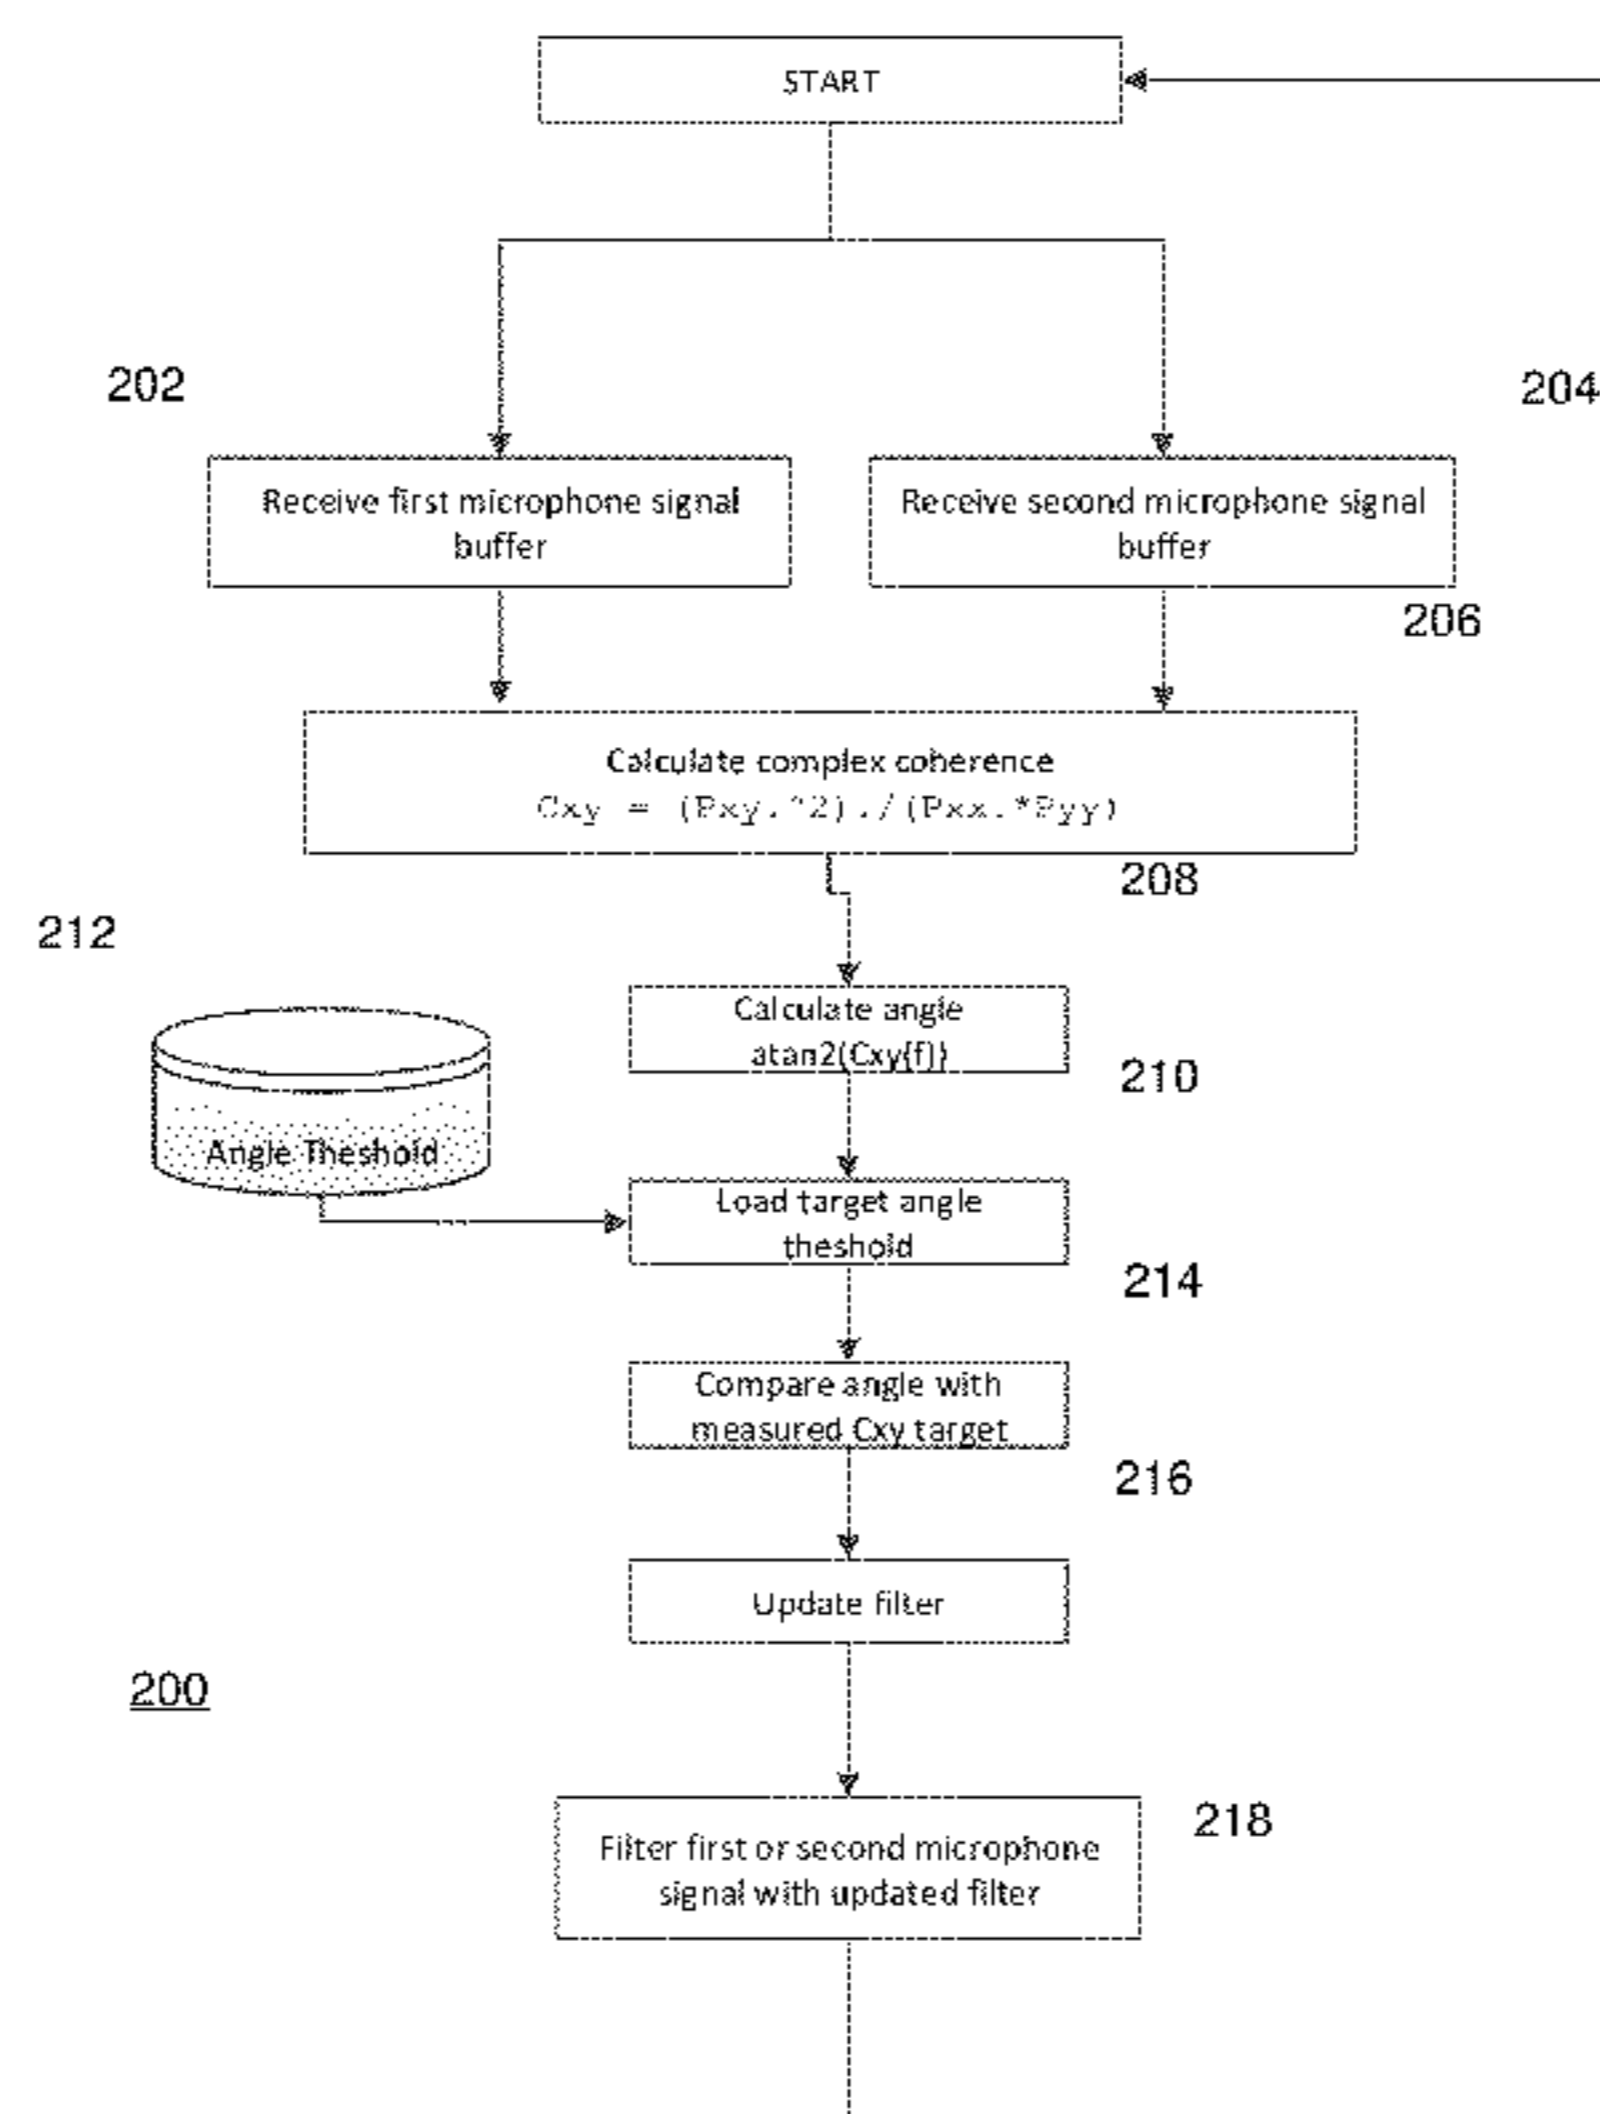 START
202
204
Receive first microphone signal
buffer
Receive second microphone signal
buffer
206
Calculate complex coherence
Cxy = (Pxy.^2)./(Pxx.*Pyy)
208
212
Calculate angle
atan2(Cxy{f}}
210
Angle Theshold
Load target angle
theshold
214
Compare angle with
measured Cxy target
216
Update filter
200
218
Filter first or second microphone
signal with updated filter